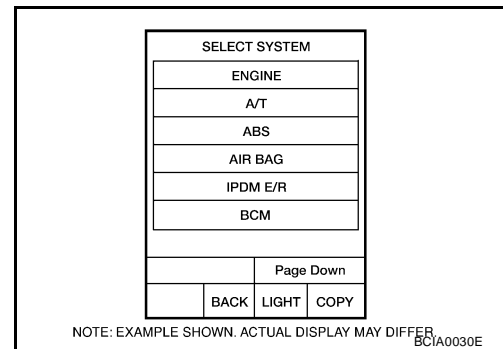 SELECT SYSTEM
ENGINE
A/T
ABS
AIR BAG
IPDM E/R
BCM
Page Down
BACK LIGHT COPY
NOTE: EXAMPLE SHOWN. ACTUAL DISPLAY MAY DIFFER.
BCIA0030E